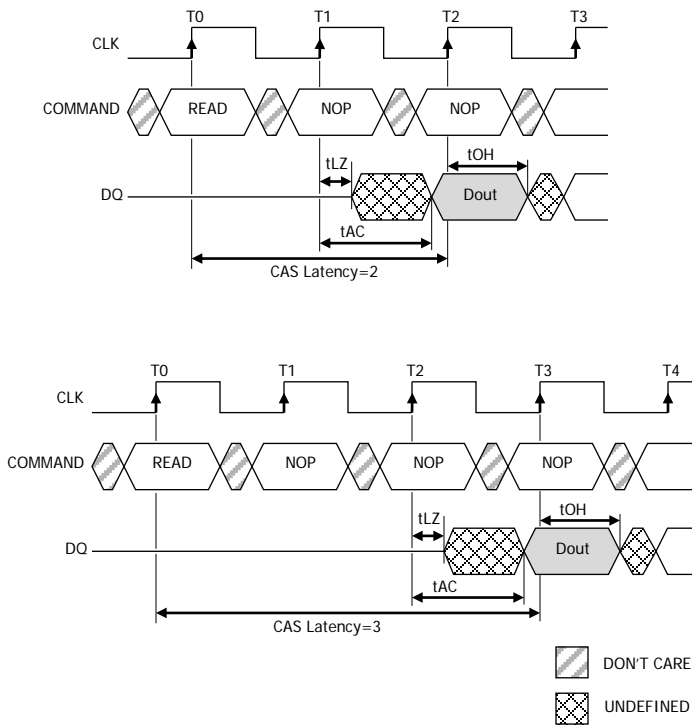 T0 T1 T2 T3
CLK
COMMAND READ NOP NOP
tLZ tOH
DQ Dout
tAC
CAS Latency=2
T0 T1 T2 T3 T4
CLK
COMMAND READ NOP NOP NOP
tLZ tOH
DQ Dout
tAC
CAS Latency=3
DON'T CARE
UNDEFINED